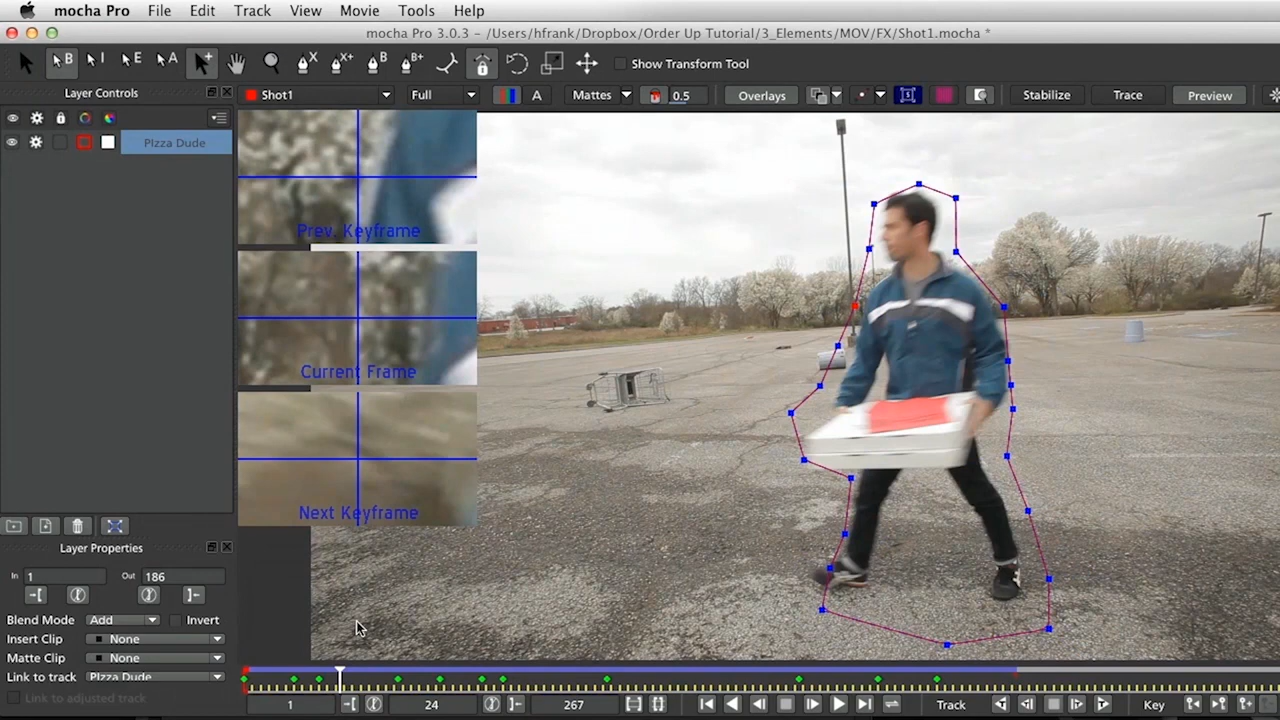 mocha Pro File Edit Track View Movie Tools Help
mocha Pro 3.0.3 - /Users/hfrank/Dropbox/Order Up Tutorial/3_Elements/MOV/FX/Shot1.mocha *
B I E A X X+ B B+ Show Transform Tool
Layer Controls
Shot1 Full A Mattes 0.5 Overlays Stabilize Trace Preview
PIzza Dude
Prev. Keyframe
Current Frame
Next Keyframe
Layer Properties
In 1 Out 186
Blend Mode Add Invert
Insert Clip None
Matte Clip None
Link to track PIzza Dude
Link to adjusted track
1 24 267 Track Key